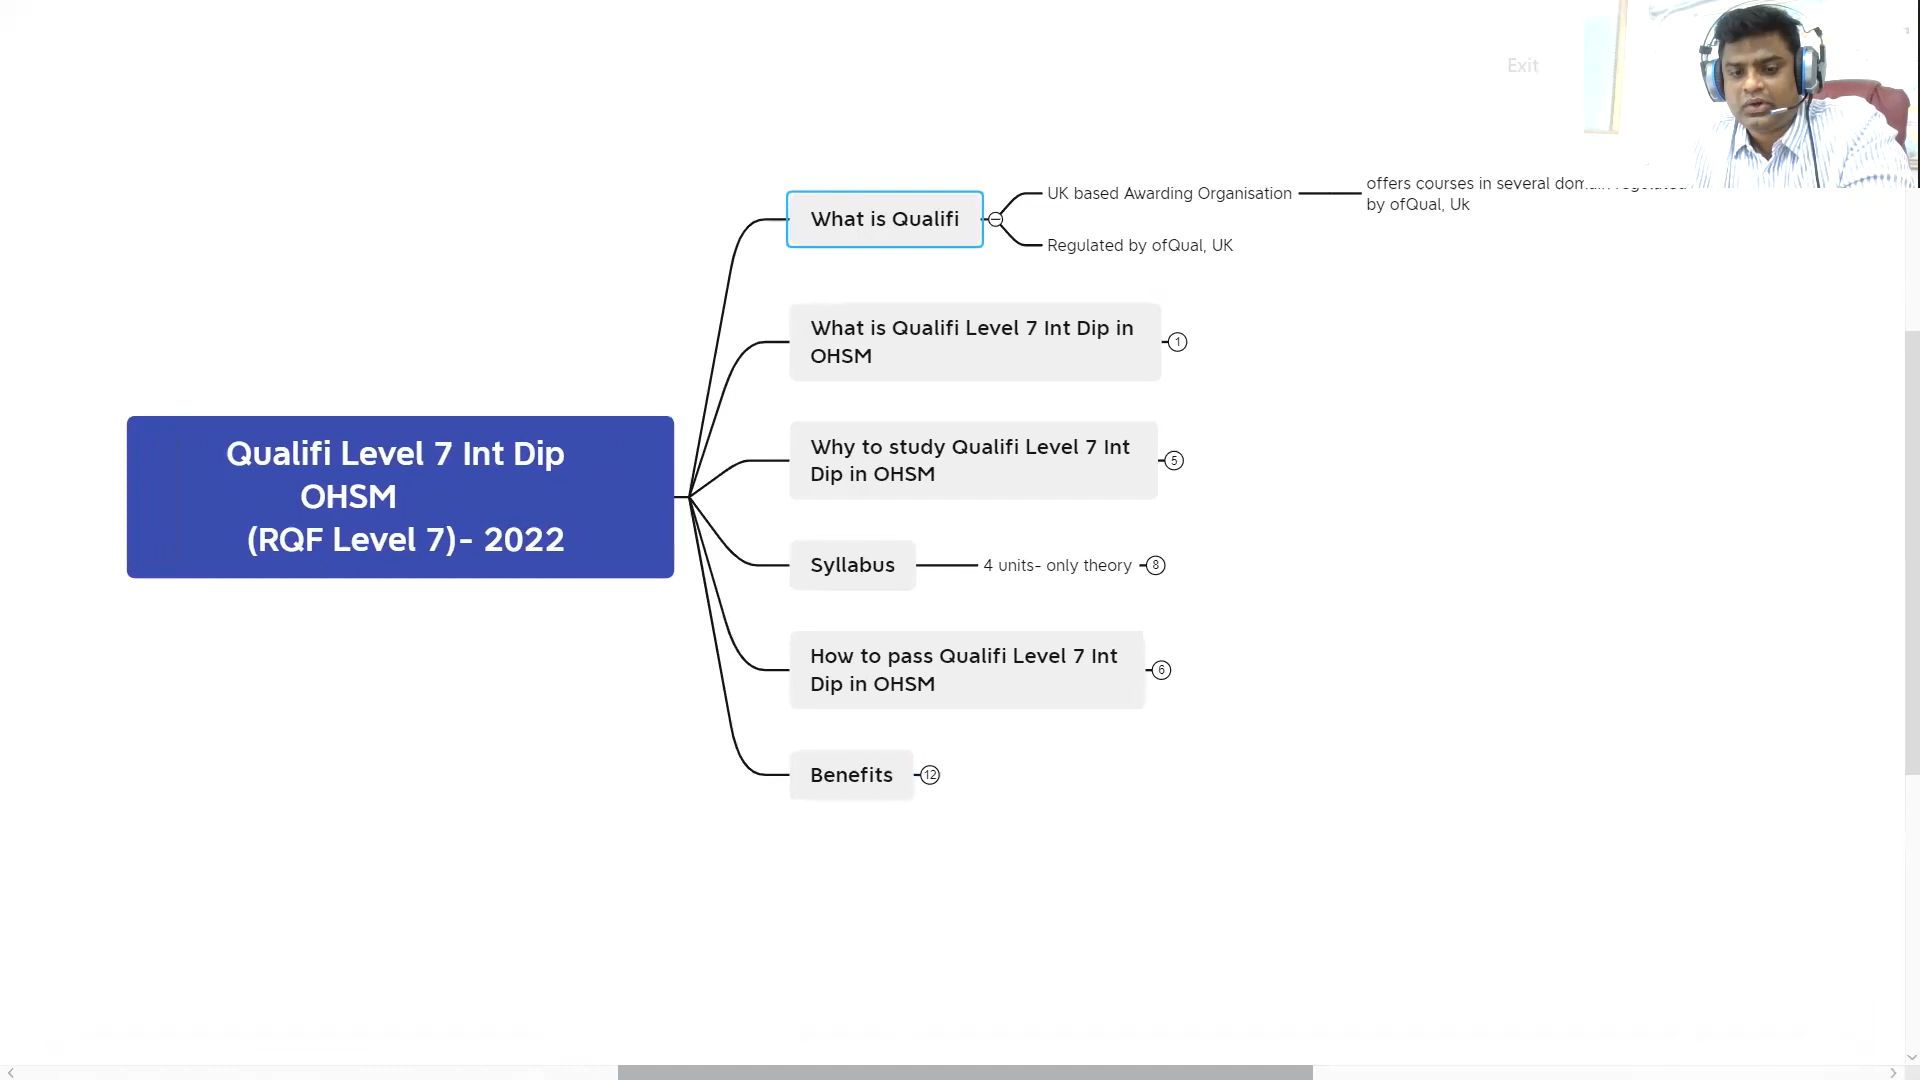 Exit
What is Qualifi
UK based Awarding Organisation
offers courses in several domain regulated
by ofQual, Uk
Regulated by ofQual, UK
What is Qualifi Level 7 Int Dip in
OHSM
1
Why to study Qualifi Level 7 Int
Dip in OHSM
5
Qualifi Level 7 Int Dip
OHSM
(RQF Level 7)- 2022
Syllabus
4 units- only theory
8
How to pass Qualifi Level 7 Int
Dip in OHSM
6
Benefits
12